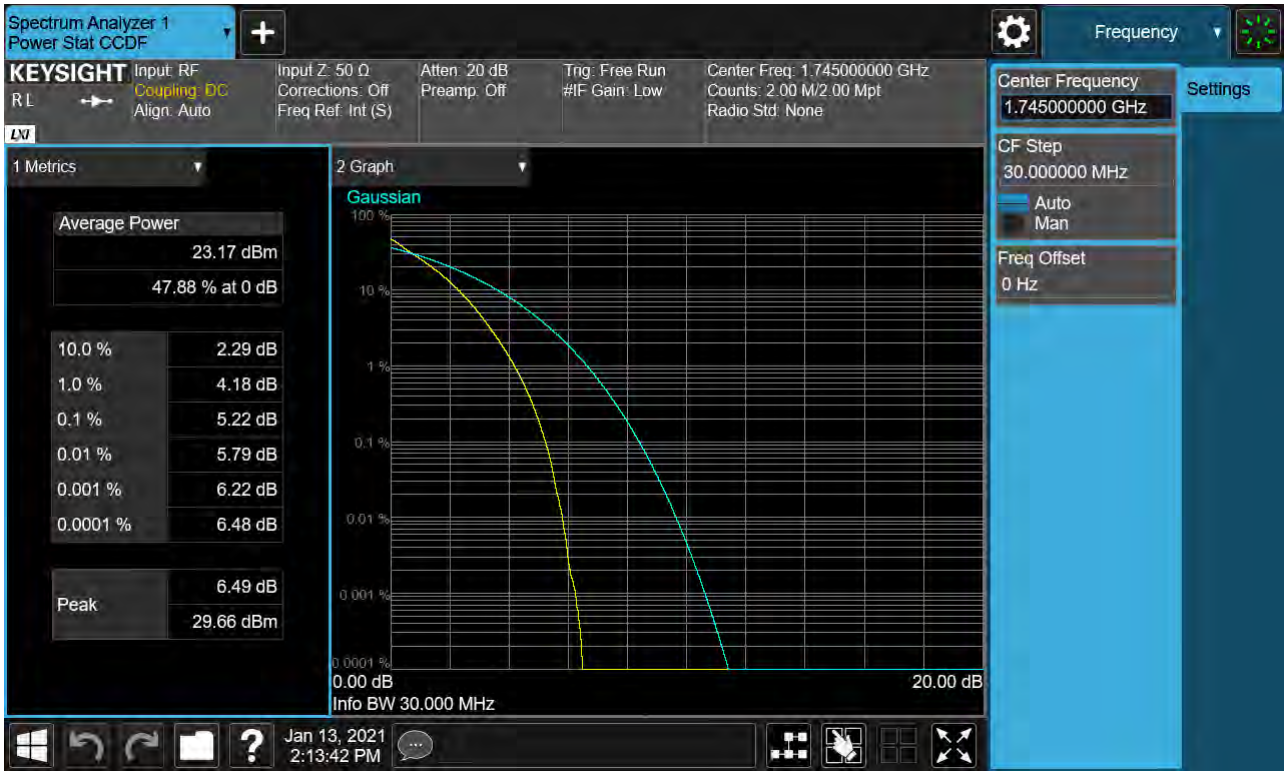 Spectrum Analyzer 1
Power Stat CCDF
Frequency
KEYSIGHT
RL
LXI
Input: RF
Coupling: DC
Align: Auto
Input Z: 50 Ω
Corrections: Off
Freq Ref: Int (S)
Atten: 20 dB
Preamp: Off
Trig: Free Run
#IF Gain: Low
Center Freq: 1.745000000 GHz
Counts: 2.00 M/2.00 Mpt
Radio Std: None
Center Frequency
1.745000000 GHz
Settings
CF Step
30.000000 MHz
Auto
Man
Freq Offset
0 Hz
1 Metrics
Average Power
23.17 dBm
47.88 % at 0 dB
10.0 % 2.29 dB
1.0 % 4.18 dB
0.1 % 5.22 dB
0.01 % 5.79 dB
0.001 % 6.22 dB
0.0001 % 6.48 dB
Peak
6.49 dB
29.66 dBm
2 Graph
Gaussian
100 %
10 %
1 %
0.1 %
0.01 %
0.001 %
0.0001 %
0.00 dB 20.00 dB
Info BW 30.000 MHz
Jan 13, 2021
2:13:42 PM